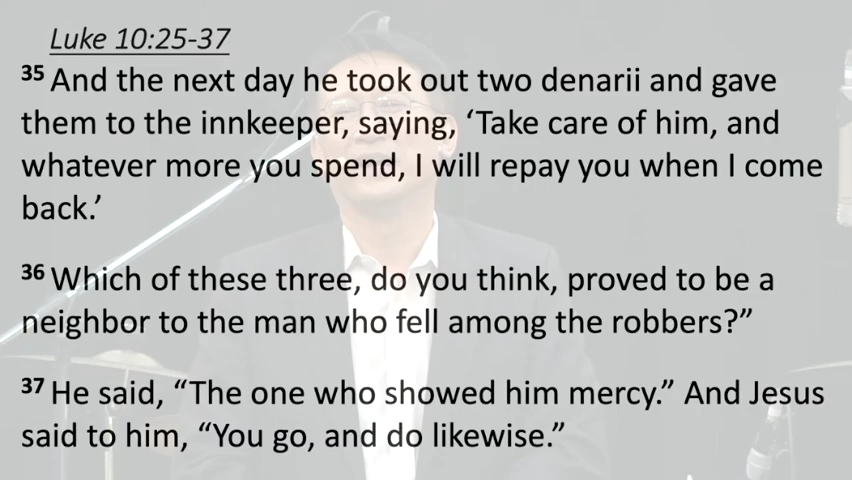 Luke 10:25-37
35 And the next day he took out two denarii and gave
them to the innkeeper, saying, ‘Take care of him, and
whatever more you spend, I will repay you when I come
back.’
36 Which of these three, do you think, proved to be a
neighbor to the man who fell among the robbers?”
37 He said, “The one who showed him mercy.” And Jesus
said to him, “You go, and do likewise.”